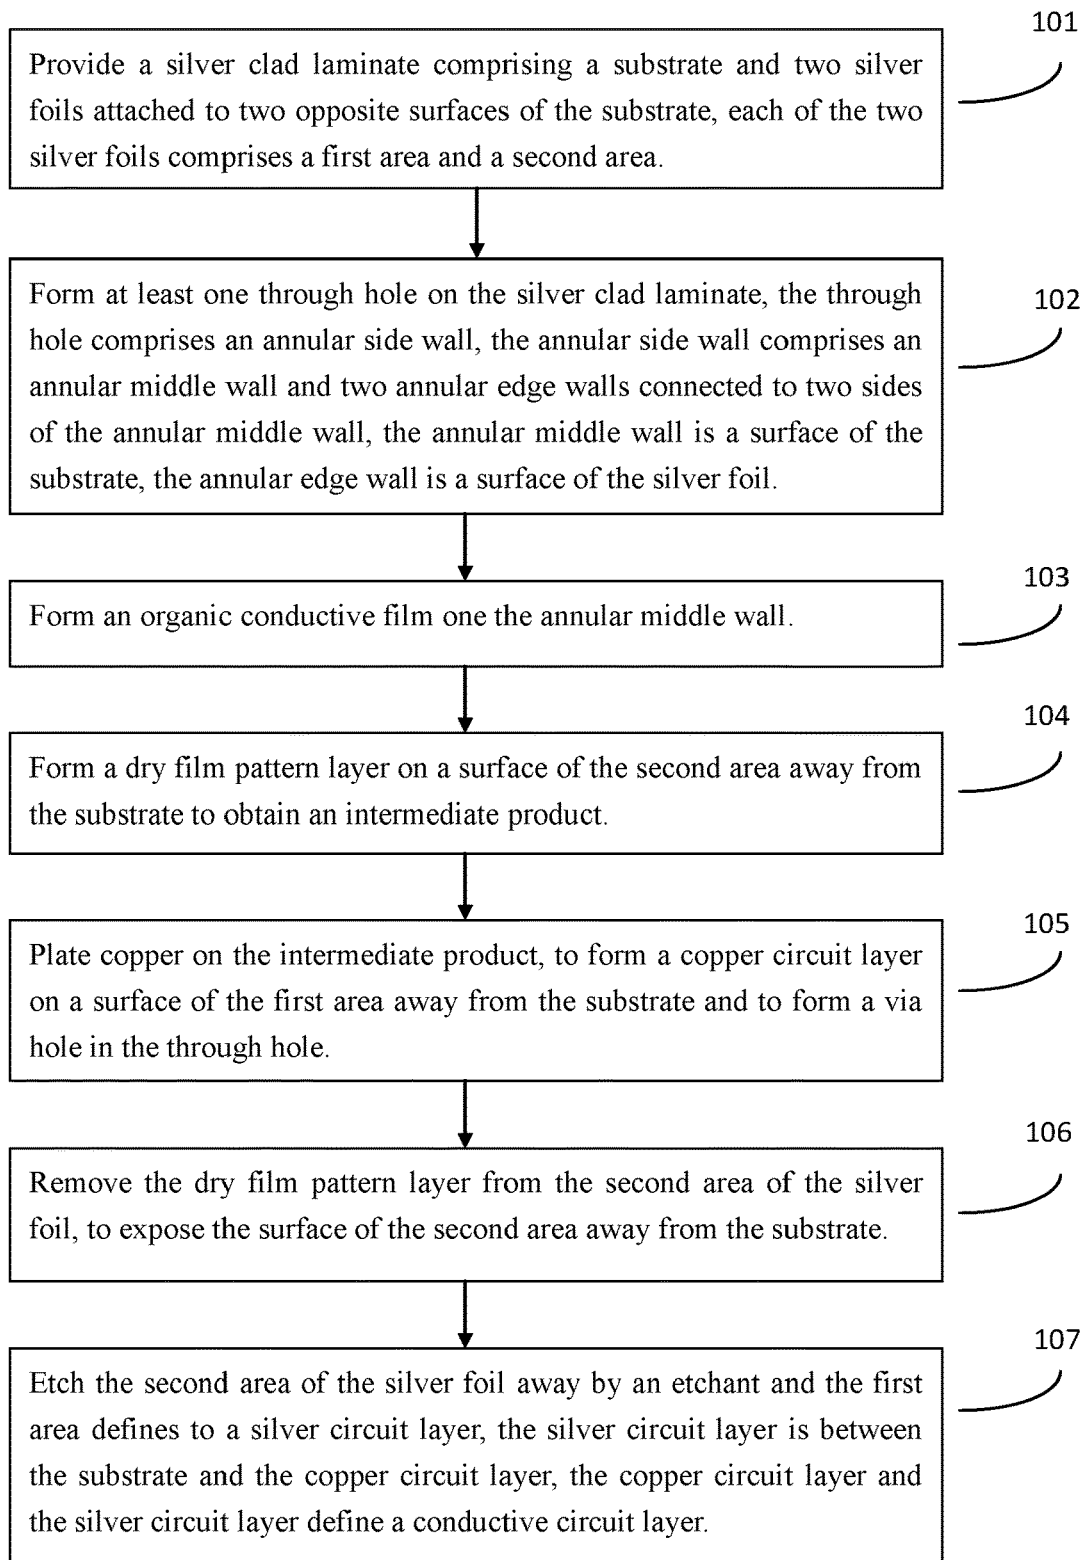 101
Provide a silver clad laminate comprising a substrate and two silver
foils attached to two opposite surfaces of the substrate, each of the two
silver foils comprises a first area and a second area.
102
Form at least one through hole on the silver clad laminate, the through
hole comprises an annular side wall, the annular side wall comprises an
annular middle wall and two annular edge walls connected to two sides
of the annular middle wall, the annular middle wall is a surface of the
substrate, the annular edge wall is a surface of the silver foil.
103
Form an organic conductive film one the annular middle wall.
104
Form a dry film pattern layer on a surface of the second area away from
the substrate to obtain an intermediate product.
105
Plate copper on the intermediate product, to form a copper circuit layer
on a surface of the first area away from the substrate and to form a via
hole in the through hole.
106
Remove the dry film pattern layer from the second area of the silver
foil, to expose the surface of the second area away from the substrate.
107
Etch the second area of the silver foil away by an etchant and the first
area defines to a silver circuit layer, the silver circuit layer is between
the substrate and the copper circuit layer, the copper circuit layer and
the silver circuit layer define a conductive circuit layer.